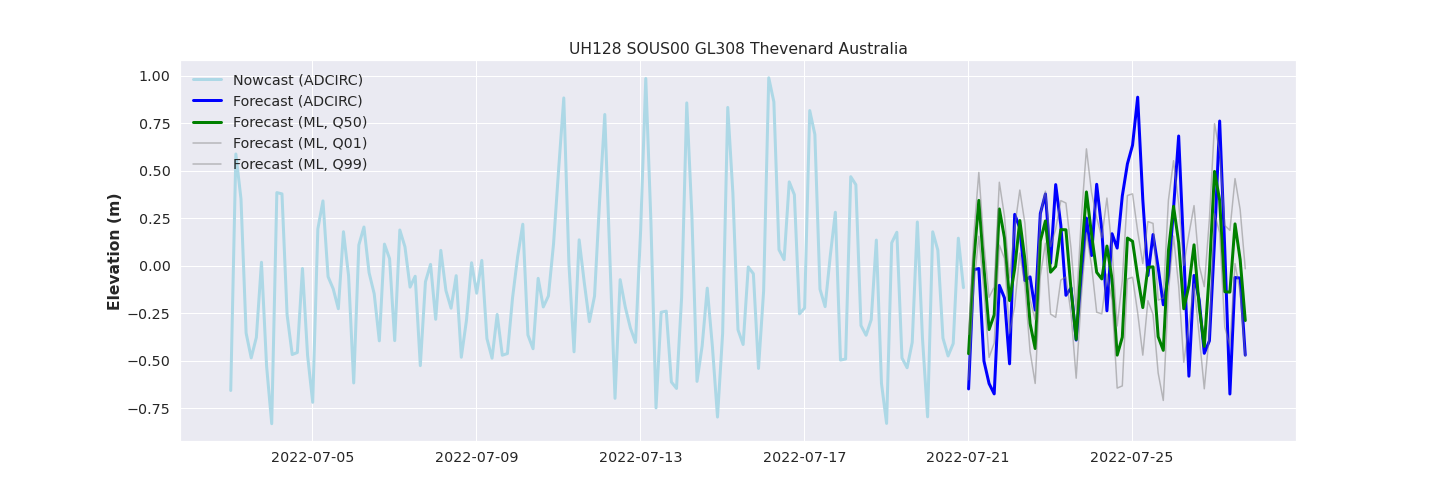 UH128 SOUS00 GL308 Thevenard Australia
Elevation (m)
1.00
0.75
0.50
0.25
0.00
−0.25
−0.50
−0.75
Nowcast (ADCIRC)
Forecast (ADCIRC)
Forecast (ML, Q50)
Forecast (ML, Q01)
Forecast (ML, Q99)
2022-07-05
2022-07-09
2022-07-13
2022-07-17
2022-07-21
2022-07-25